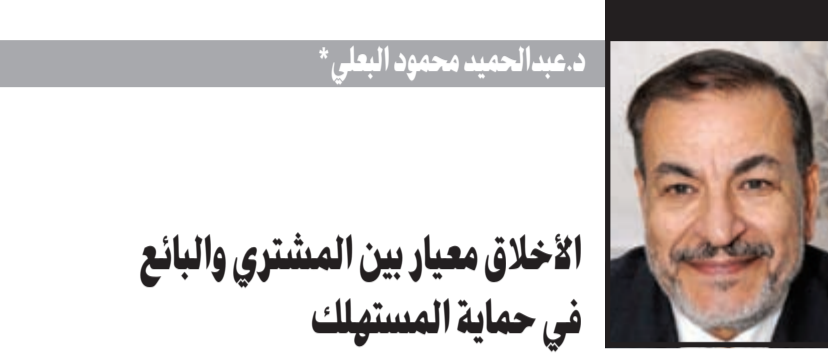 د.عبدالحميد محمود البعلي*
الأخلاق معيار بين المشتري والبائع
في حماية المستهلك